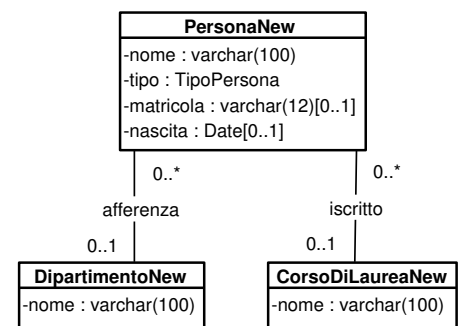 PersonaNew
-nome : varchar(100)
-tipo : TipoPersona
-matricola : varchar(12)[0..1]
-nascita : Date[0..1]
0..* 0..*
afferenza iscritto
0..1 0..1
DipartimentoNew CorsoDiLaureaNew
-nome : varchar(100) -nome : varchar(100)